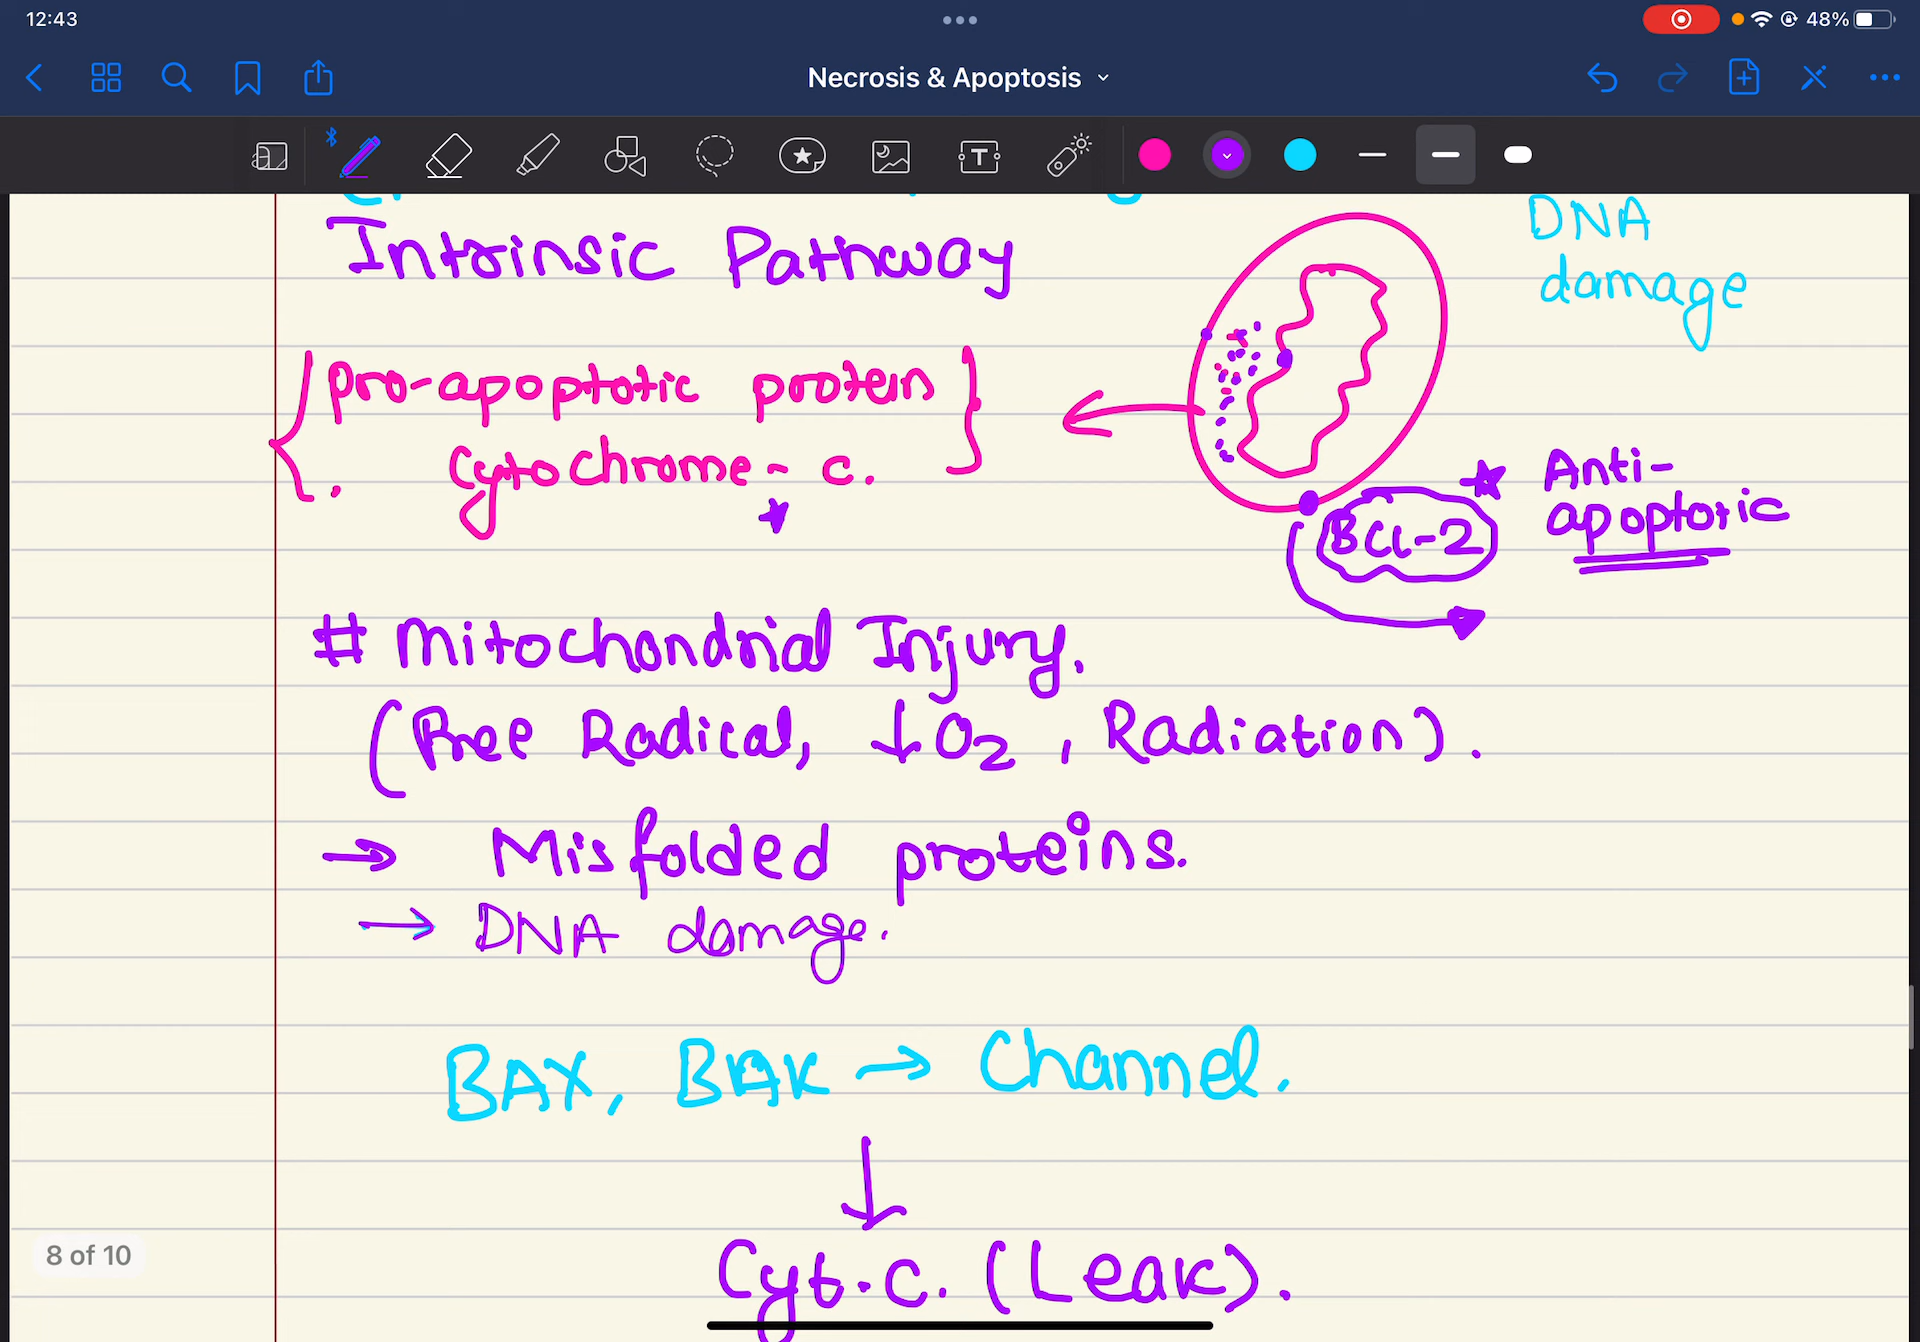 12:43
48%
Necrosis & Apoptosis
T
DNA
damage
Intrinsic Pathway
pro-apoptotic protein
Cytochrome - c.
BCL-2
Anti-
apoptotic
# Mitochondrial Injury.
(Free Radical, ↓ O2, Radiation).
→ Misfolded proteins.
→ DNA damage.
BAX, BAK → Channel.
↓
Cyt. c. (Leak).
8 of 10